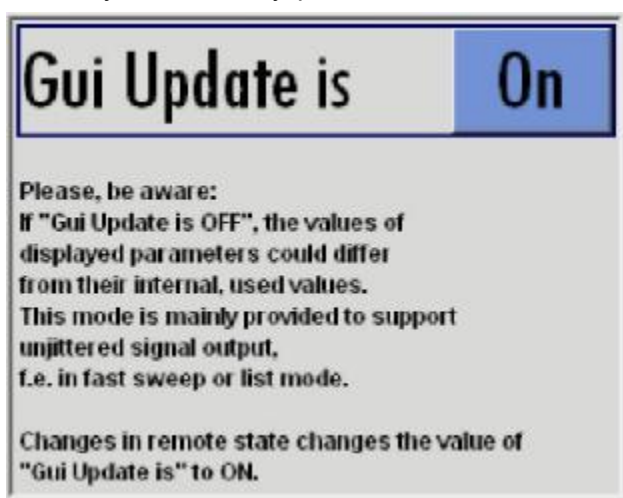 Gui Update is On
Please, be aware:
If "Gui Update is OFF", the values of
displayed parameters could differ
from their internal, used values.
This mode is mainly provided to support
unjittered signal output,
f.e. in fast sweep or list mode.
Changes in remote state changes the value of
"Gui Update is" to ON.